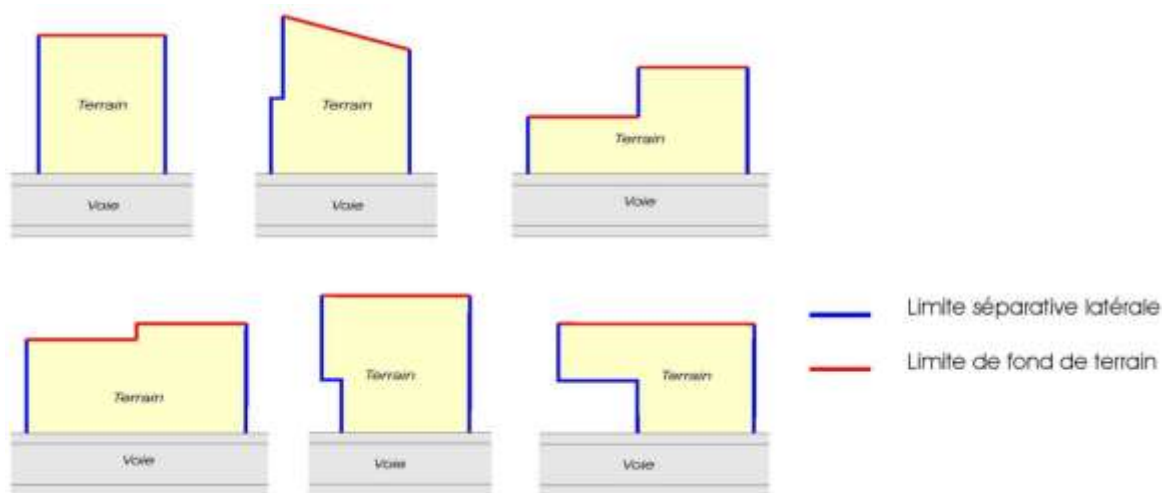 Terrain
Terrain
Terrain
Voie
Voie
Voie
Terrain
Terrain
Terrain
Voie
Voie
Voie
Limite séparative latérale
Limite de fond de terrain